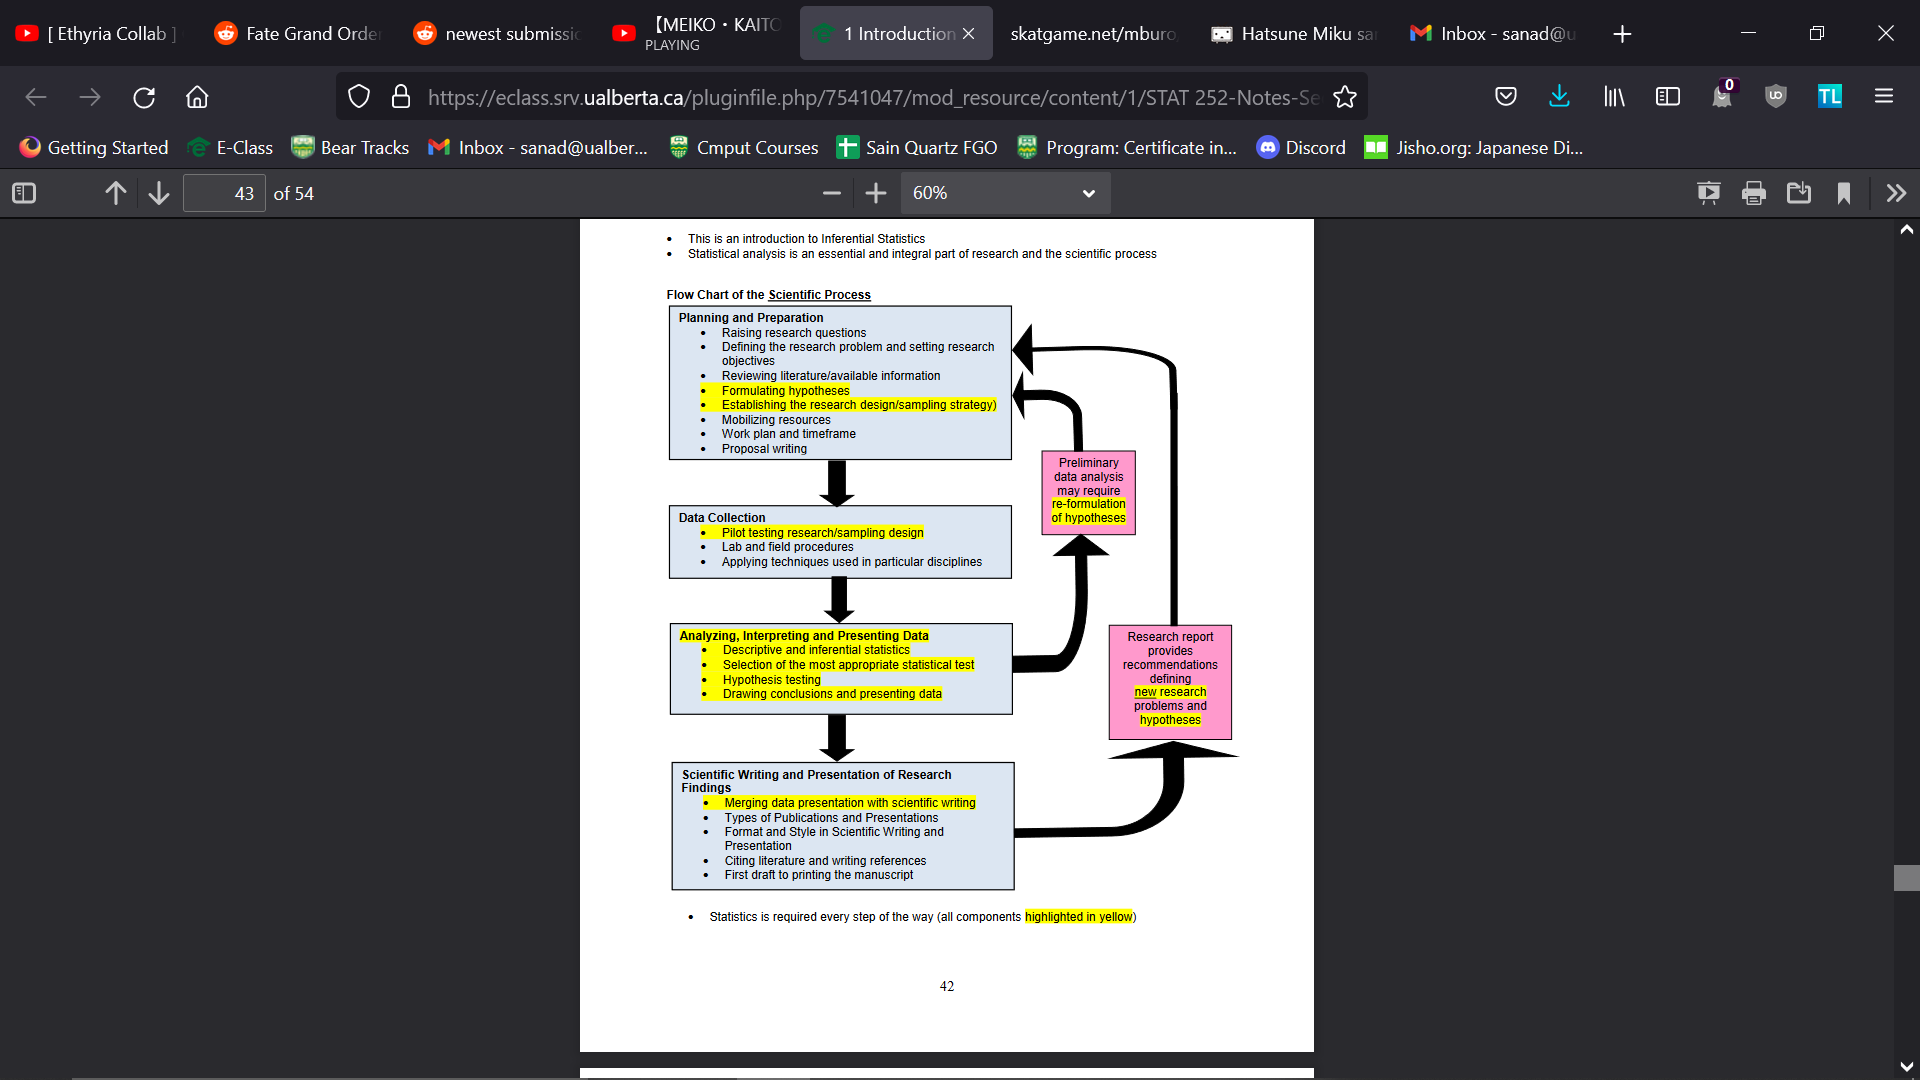 [ Ethyria Collab ]
Fate Grand Orde
newest submissi
【MEIKO・KAITO
PLAYING
1 Introduction
skatgame.net/mburo
Hatsune Miku sa
Inbox - sanad@u
https://eclass.srv.ualberta.ca/pluginfile.php/7541047/mod_resource/content/1/STAT 252-Notes-Se
0
TL
Getting Started
E-Class
Bear Tracks
Inbox - sanad@ualber...
Cmput Courses
Sain Quartz FGO
Program: Certificate in...
Discord
Jisho.org: Japanese Di...
43 of 54
60%
• This is an introduction to Inferential Statistics
• Statistical analysis is an essential and integral part of research and the scientific process
Flow Chart of the Scientific Process
Planning and Preparation
• Raising research questions
• Defining the research problem and setting research
objectives
• Reviewing literature/available information
• Formulating hypotheses
• Establishing the research design/sampling strategy)
• Mobilizing resources
• Work plan and timeframe
• Proposal writing
Preliminary
data analysis
may require
re-formulation
of hypotheses
Data Collection
• Pilot testing research/sampling design
• Lab and field procedures
• Applying techniques used in particular disciplines
Analyzing, Interpreting and Presenting Data
• Descriptive and inferential statistics
• Selection of the most appropriate statistical test
• Hypothesis testing
• Drawing conclusions and presenting data
Research report
provides
recommendations
defining
new research
problems and
hypotheses
Scientific Writing and Presentation of Research
Findings
• Merging data presentation with scientific writing
• Types of Publications and Presentations
• Format and Style in Scientific Writing and
Presentation
• Citing literature and writing references
• First draft to printing the manuscript
• Statistics is required every step of the way (all components highlighted in yellow)
42